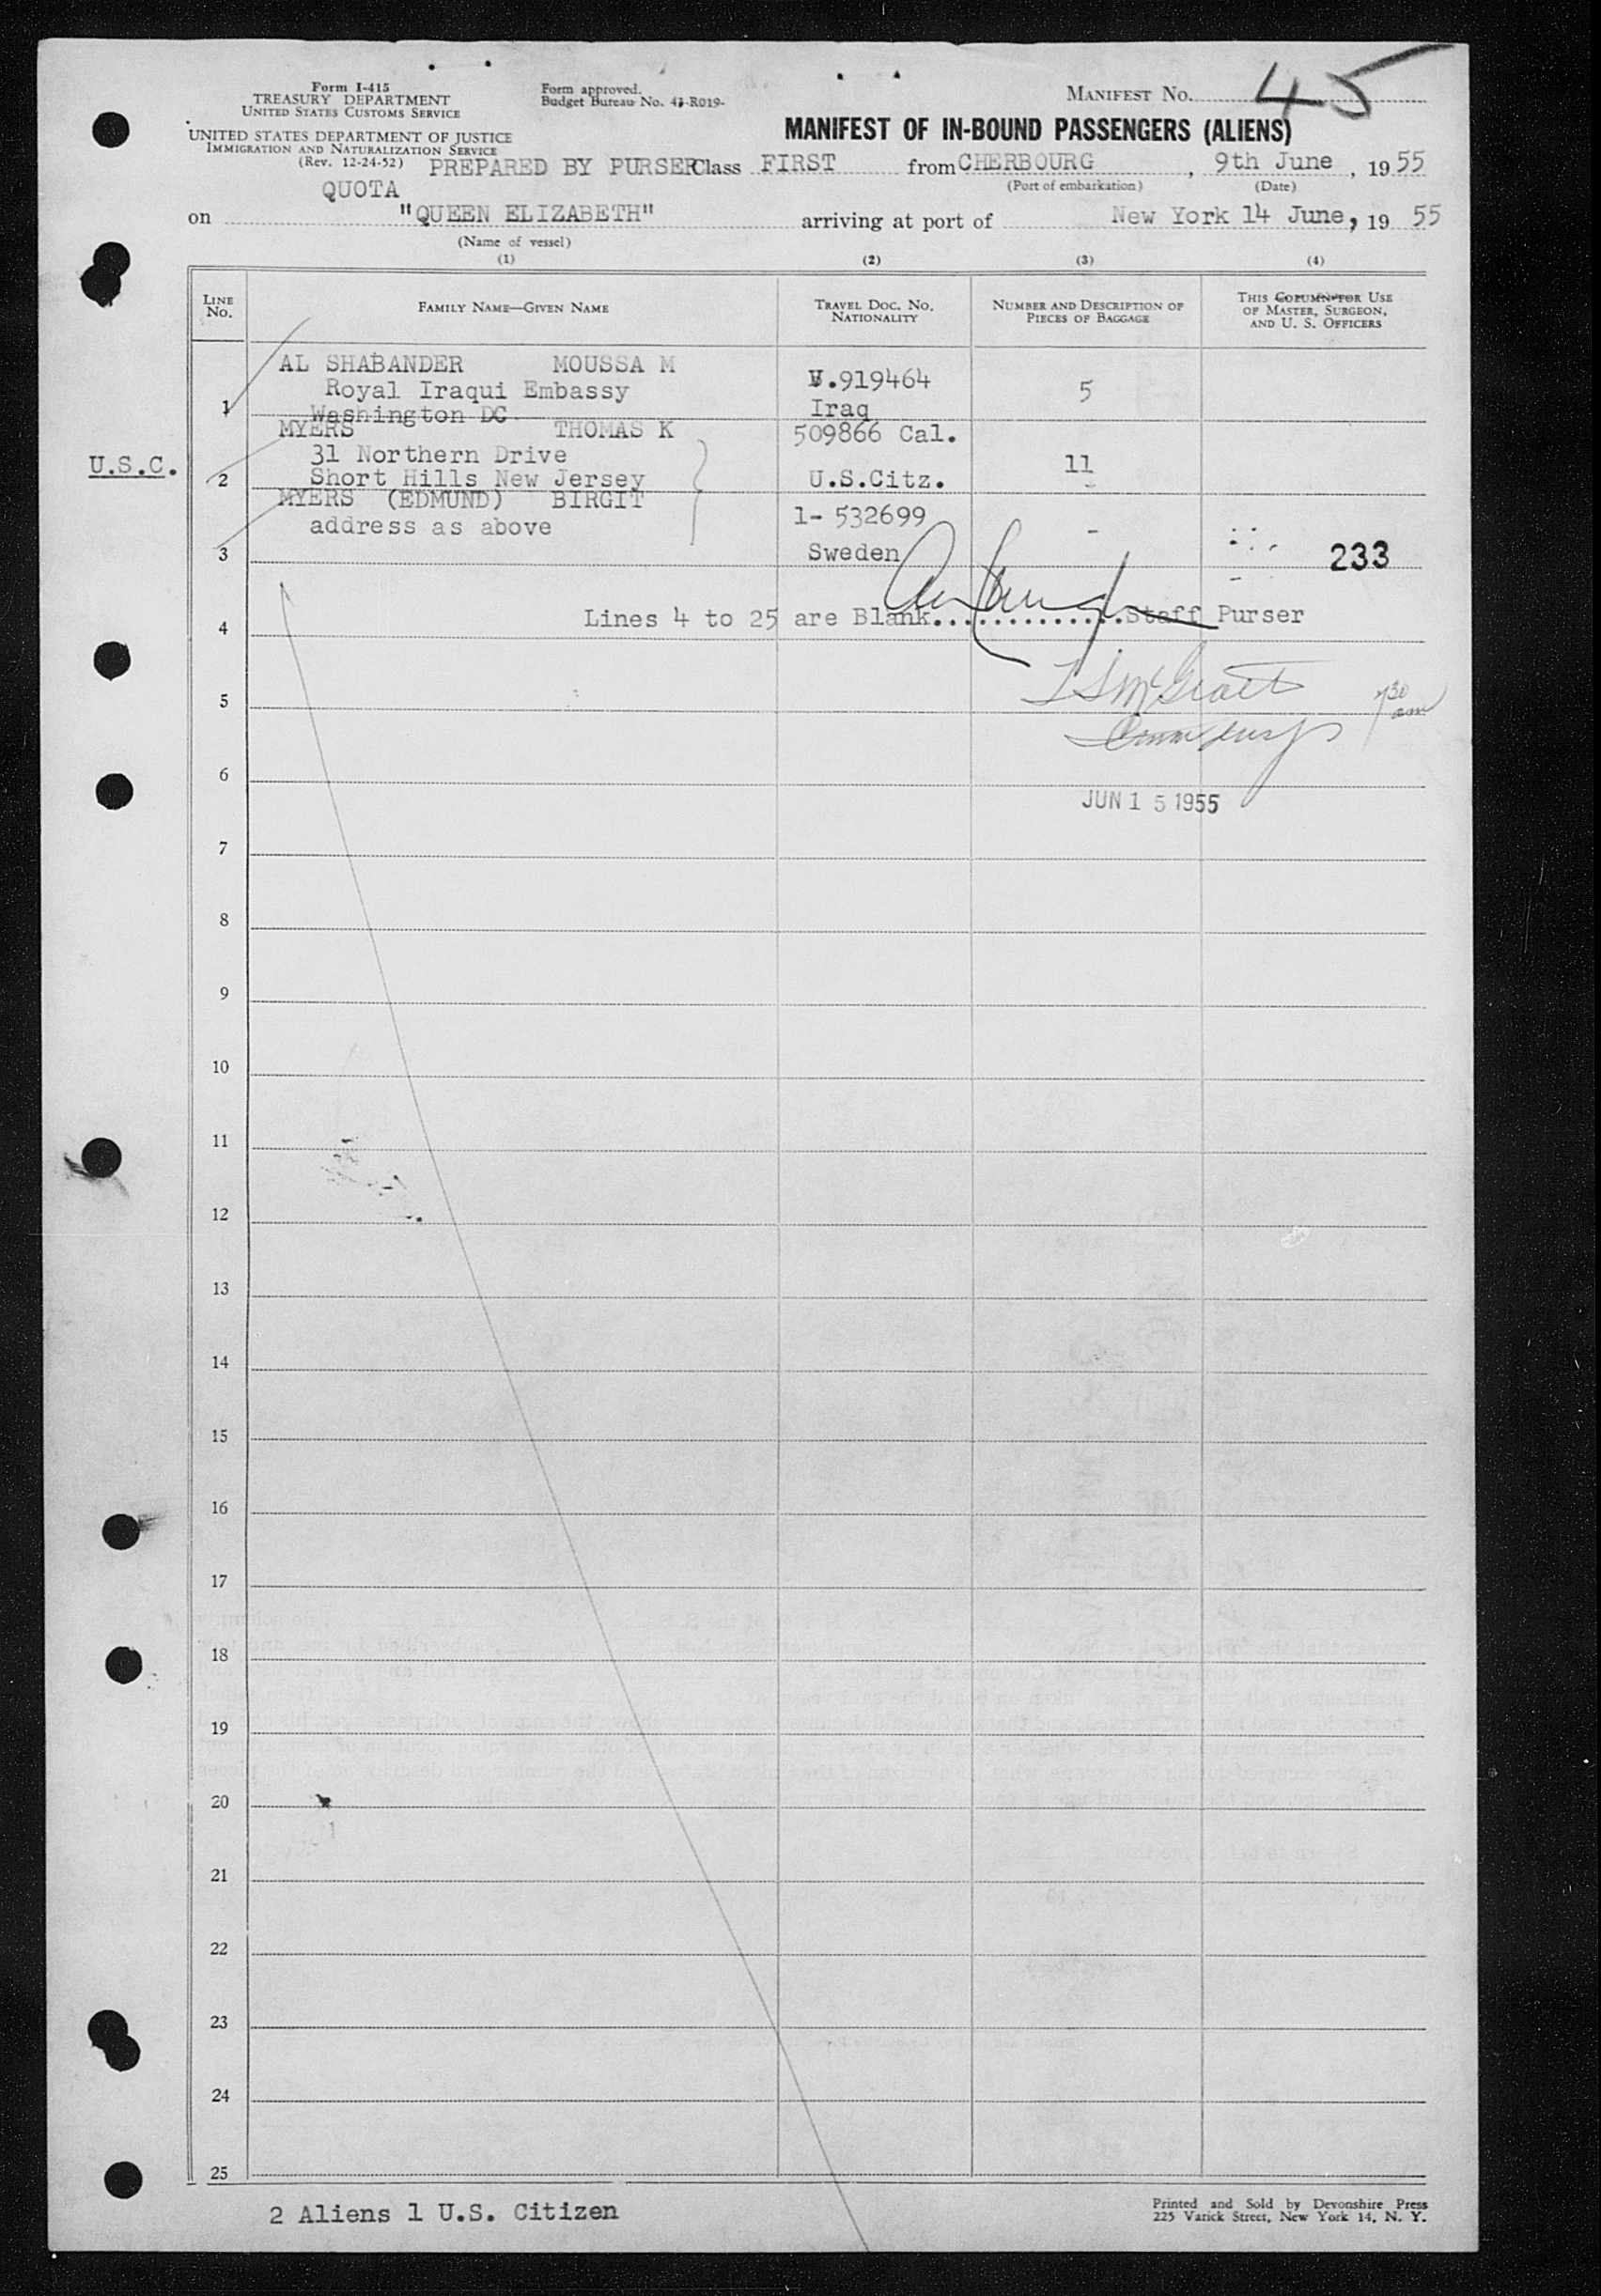 Form I-415
TREASURY DEPARTMENT
UNITED STATES CUSTOMS SERVICE
UNITED STATES DEPARTMENT OF JUSTICE
IMMIGRATION AND NATURALIZATION SERVICE
(Rev. 12-24-52)
Form approved.
Budget Bureau No. 43-R019-
MANIFEST No. 45
MANIFEST OF IN-BOUND PASSENGERS (ALIENS)
PREPARED BY PURSER Class FIRST from CHERBOURG, 9th June, 1955
(Port of embarkation) (Date)
QUOTA
on "QUEEN ELIZABETH" arriving at port of New York 14 June, 1955
(Name of vessel)
(1) (2) (3) (4)
LINE No. FAMILY NAME—GIVEN NAME TRAVEL DOC. NO. NATIONALITY NUMBER AND DESCRIPTION OF PIECES OF BAGGAGE THIS COLUMN FOR USE OF MASTER, SURGEON, AND U. S. OFFICERS
AL SHABANDER MOUSSA M V.919464 5
Royal Iraqui Embassy
1 Washington DC Iraq
MYERS THOMAS K 509866 Cal.
31 Northern Drive 11
U.S.C. 2 Short Hills New Jersey U.S.Citz.
MYERS (EDMUND) BIRGIT 1- 532699
address as above -
3 Sweden 233
4 Lines 4 to 25 are Blank.............Staff Purser
5
7 30 am
6
JUN 15 1955
7
8
9
10
11
12
13
14
15
16
17
18
19
20
21
22
23
24
25
2 Aliens 1 U.S. Citizen
Printed and Sold by Devonshire Press
225 Varick Street, New York 14, N. Y.